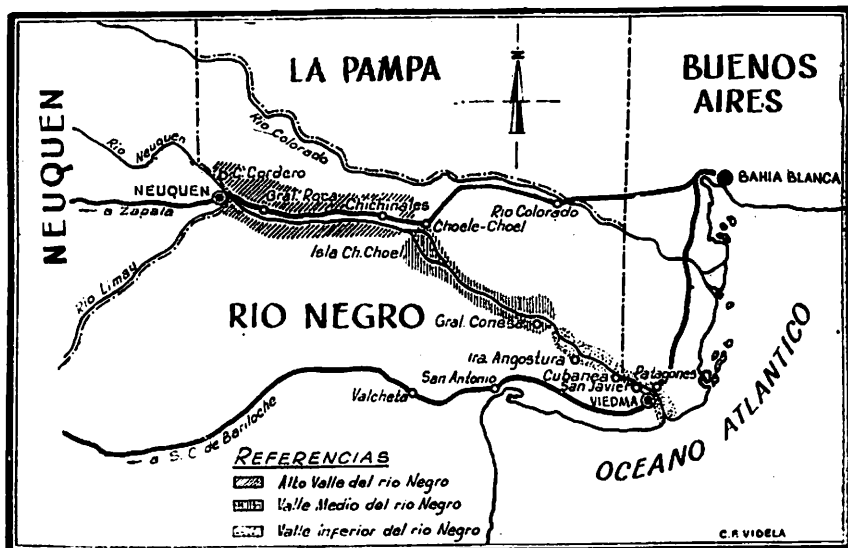 LA PAMPA
BUENOS
AIRES
NEUQUEN
N
Rio Neuquen
Rio Colorado
C. Cordero
NEUQUEN
Gral. Roca
Chichinales
a Zapala
Choele-Choel
Rio Colorado
BAHIA BLANCA
Isla Ch. Choel
Rio Limay
RIO NEGRO
Gral. Conesa
1ra. Angostura
Cubanea
San Javier
Patagones
VIEDMA
San Antonio
Valcheta
a S. C. de Bariloche
OCEANO ATLANTICO
REFERENCIAS
Alto Valle del rio Negro
Valle Medio del rio Negro
Valle inferior del rio Negro
C.P. VIDELA